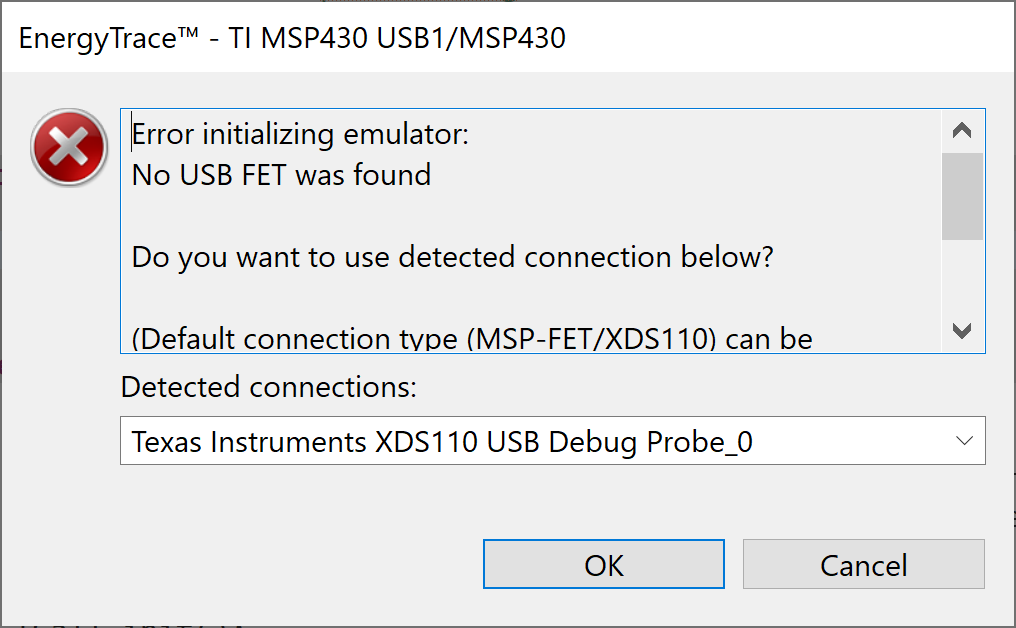 EnergyTrace™ - TI MSP430 USB1/MSP430
Error initializing emulator:
No USB FET was found
Do you want to use detected connection below?
(Default connection type (MSP-FET/XDS110) can be
Detected connections:
Texas Instruments XDS110 USB Debug Probe_0
OK
Cancel